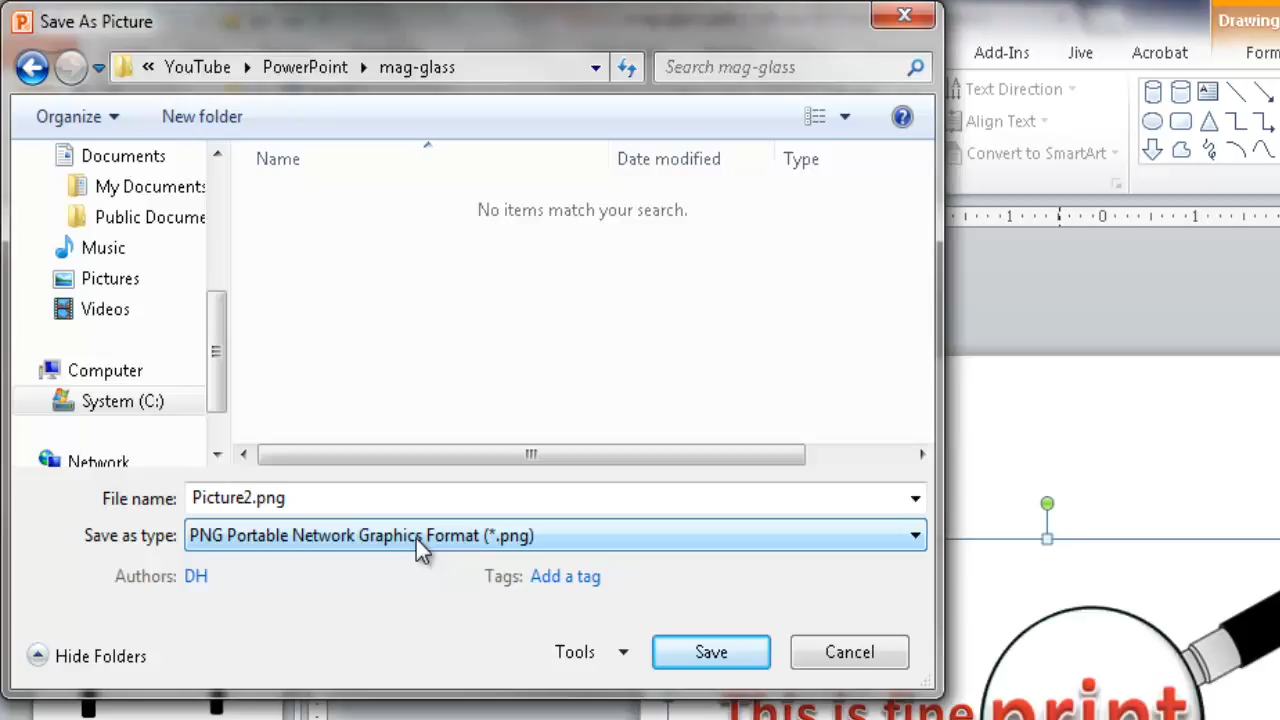 Save As Picture
Drawing
« YouTube PowerPoint mag-glass
Search mag-glass
Add-Ins Jive Acrobat
Organize New folder
Text Direction
Align Text
Convert to SmartArt
Documents
Name Date modified Type
My Documents
Public Docume
No items match your search.
1 0 1
Music
Pictures
Videos
Computer
System (C:)
Network
File name: Picture2.png
Save as type: PNG Portable Network Graphics Format (*.png)
Authors: DH Tags: Add a tag
Hide Folders Tools Save Cancel
This is fine print